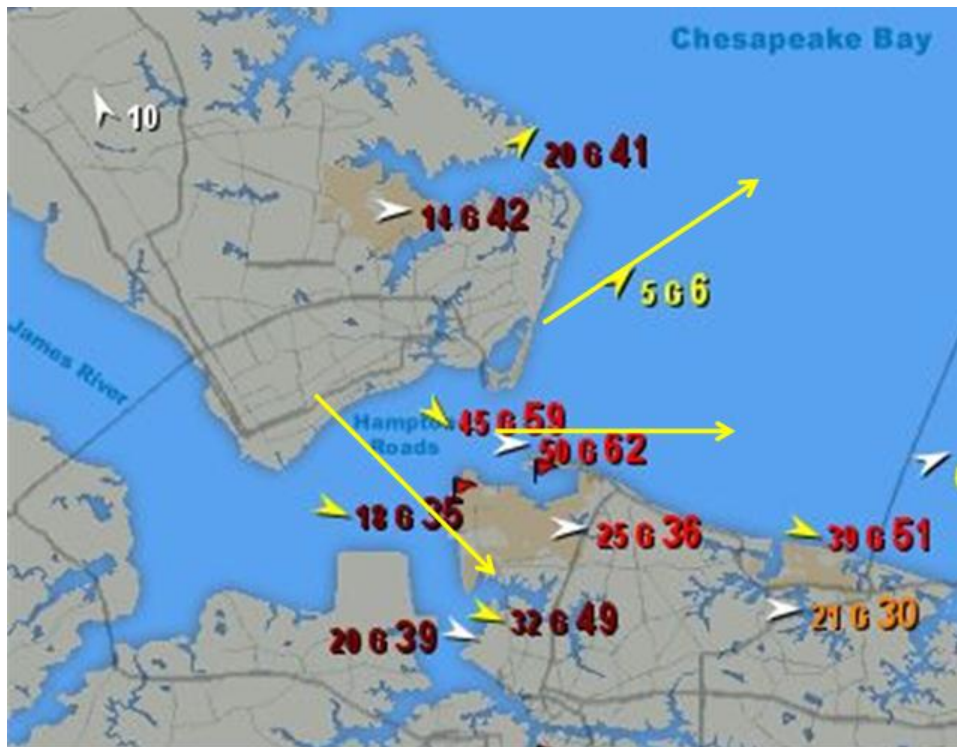 Chesapeake Bay
10
20 G 41
14 G 42
5 G 6
James River
Hampton
Roads
45 G 59
50 G 62
18 G 35
25 G 36
39 G 51
32 G 49
21 G 30
20 G 39